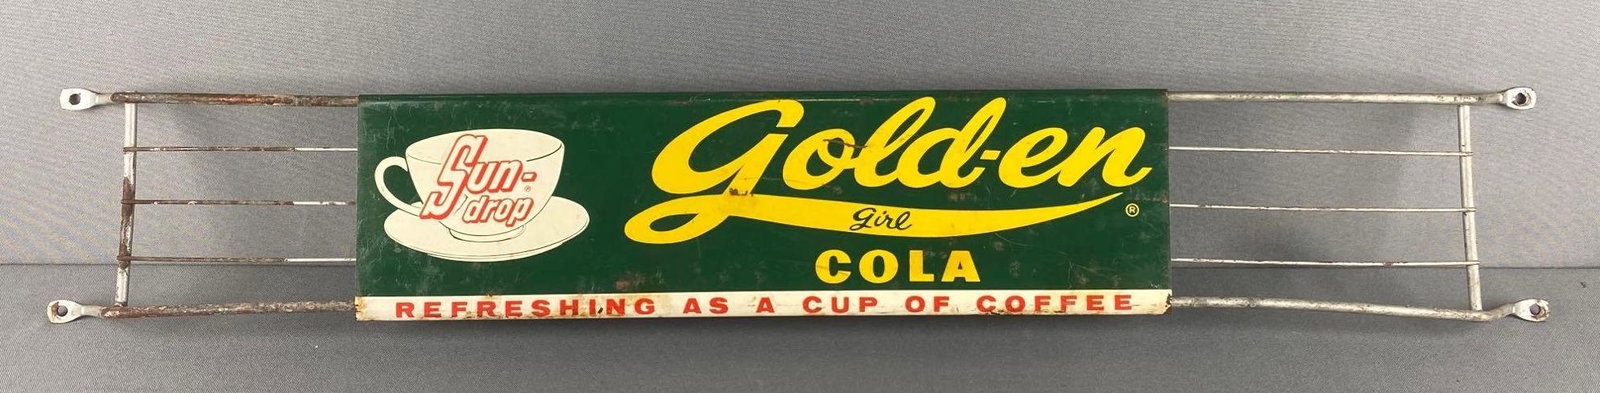 Sun-
drop®
Gold-en®
Girl
COLA
REFRESHING AS A CUP OF COFFEE